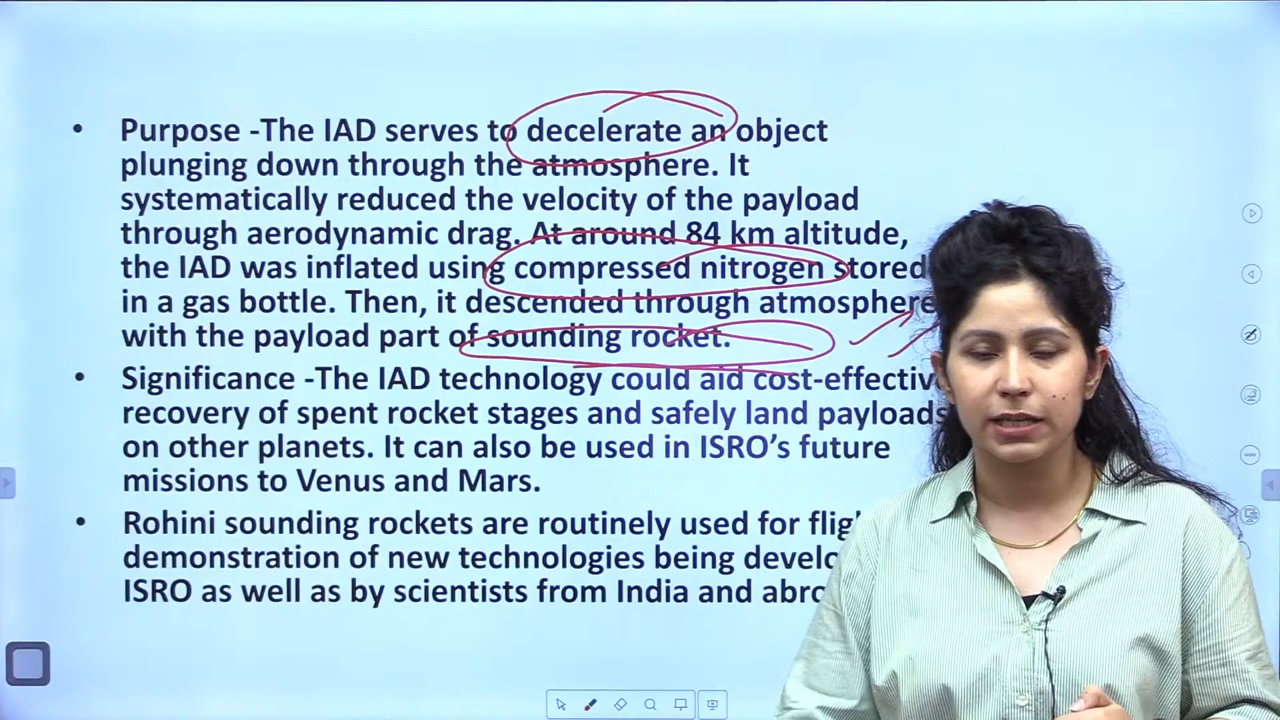 • Purpose -The IAD serves to decelerate an object
plunging down through the atmosphere. It
systematically reduced the velocity of the payload
through aerodynamic drag. At around 84 km altitude,
the IAD was inflated using compressed nitrogen stored
in a gas bottle. Then, it descended through atmosphere
with the payload part of sounding rocket.
• Significance -The IAD technology could aid cost-effectiv
recovery of spent rocket stages and safely land payloads
on other planets. It can also be used in ISRO’s future
missions to Venus and Mars.
• Rohini sounding rockets are routinely used for
demonstration of new technologies being
ISRO as well as by scientists from India and